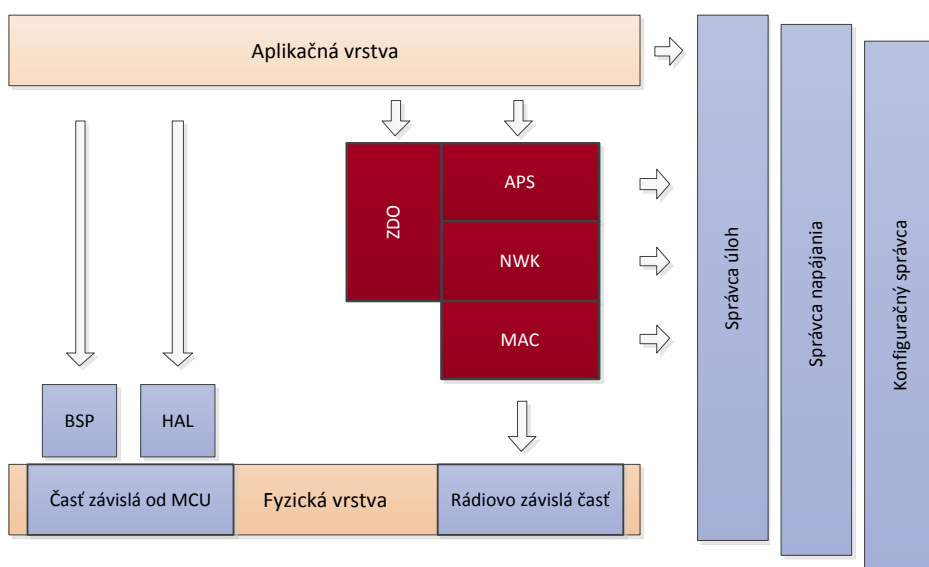 Aplikačná vrstva
ZDO
APS
NWK
MAC
BSP
HAL
Časť závislá od MCU
Fyzická vrstva
Rádiovo závislá časť
Správca úloh
Správca napájania
Konfiguračný správca